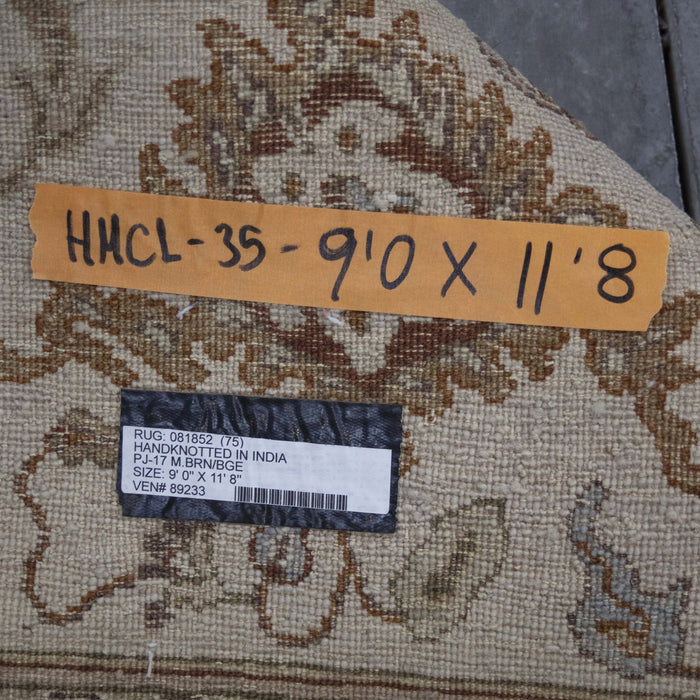 HMCL-35-9'0 X 11'8
RUG: 081852 (75)
HANDKNOTTED IN INDIA
PJ-17 M.BRN/BGE
SIZE: 9' 0" X 11' 8"
VEN# 89233